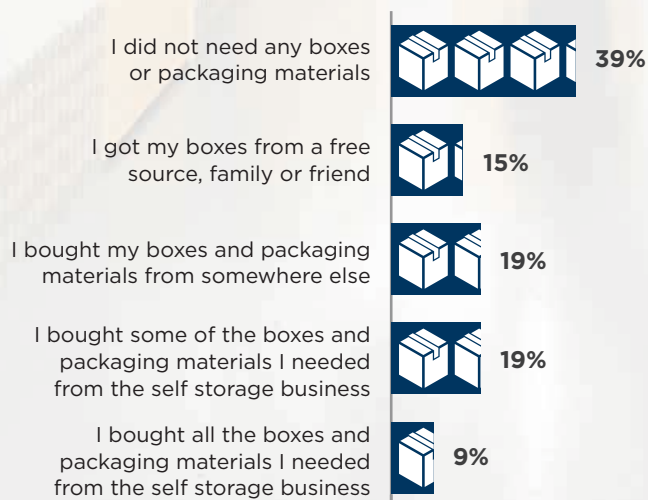 I did not need any boxes
or packaging materials
39%
I got my boxes from a free
source, family or friend
15%
I bought my boxes and packaging
materials from somewhere else
19%
I bought some of the boxes and
packaging materials I needed
from the self storage business
19%
I bought all the boxes and
packaging materials I needed
from the self storage business
9%